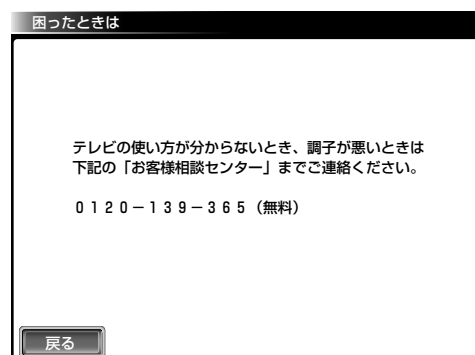 困ったときは
テレビの使い方が分からないとき、調子が悪いときは
下記の「お客様相談センター」までご連絡ください。
０１２０－１３９－３６５（無料）
戻る